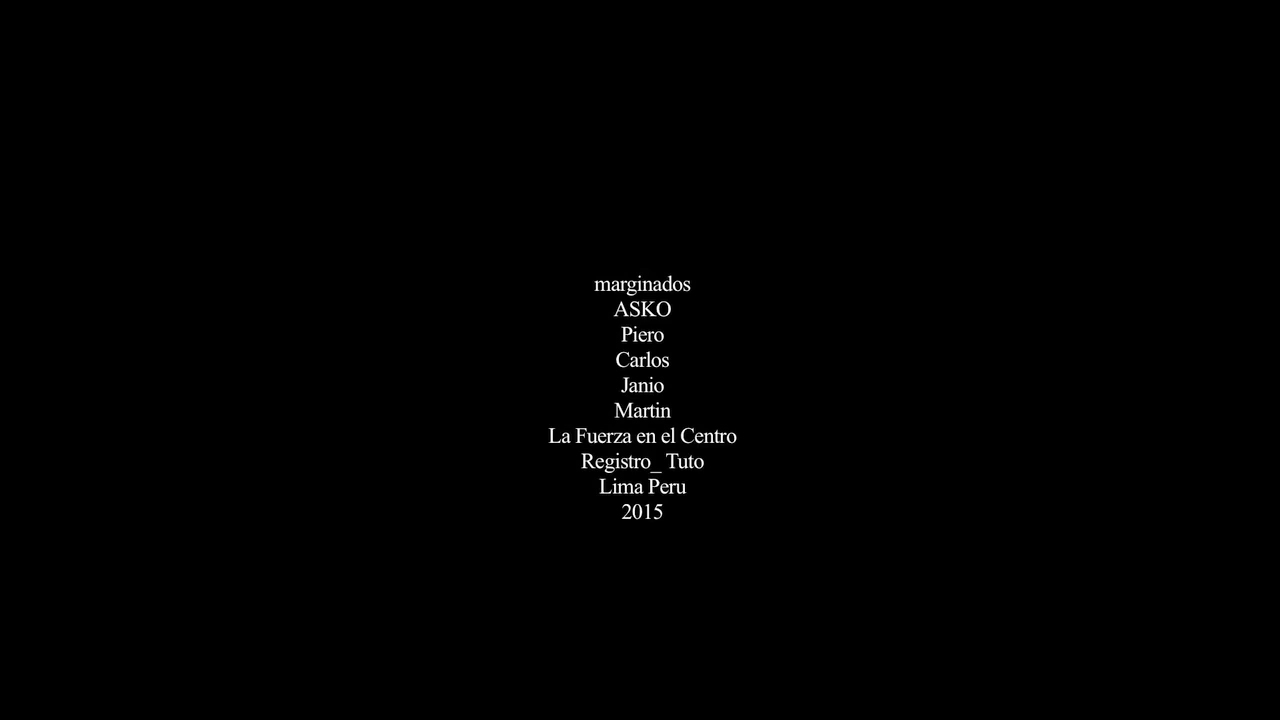 marginados
ASKO
Piero
Carlos
Janio
Martin
La Fuerza en el Centro
Registro_ Tuto
Lima Peru
2015